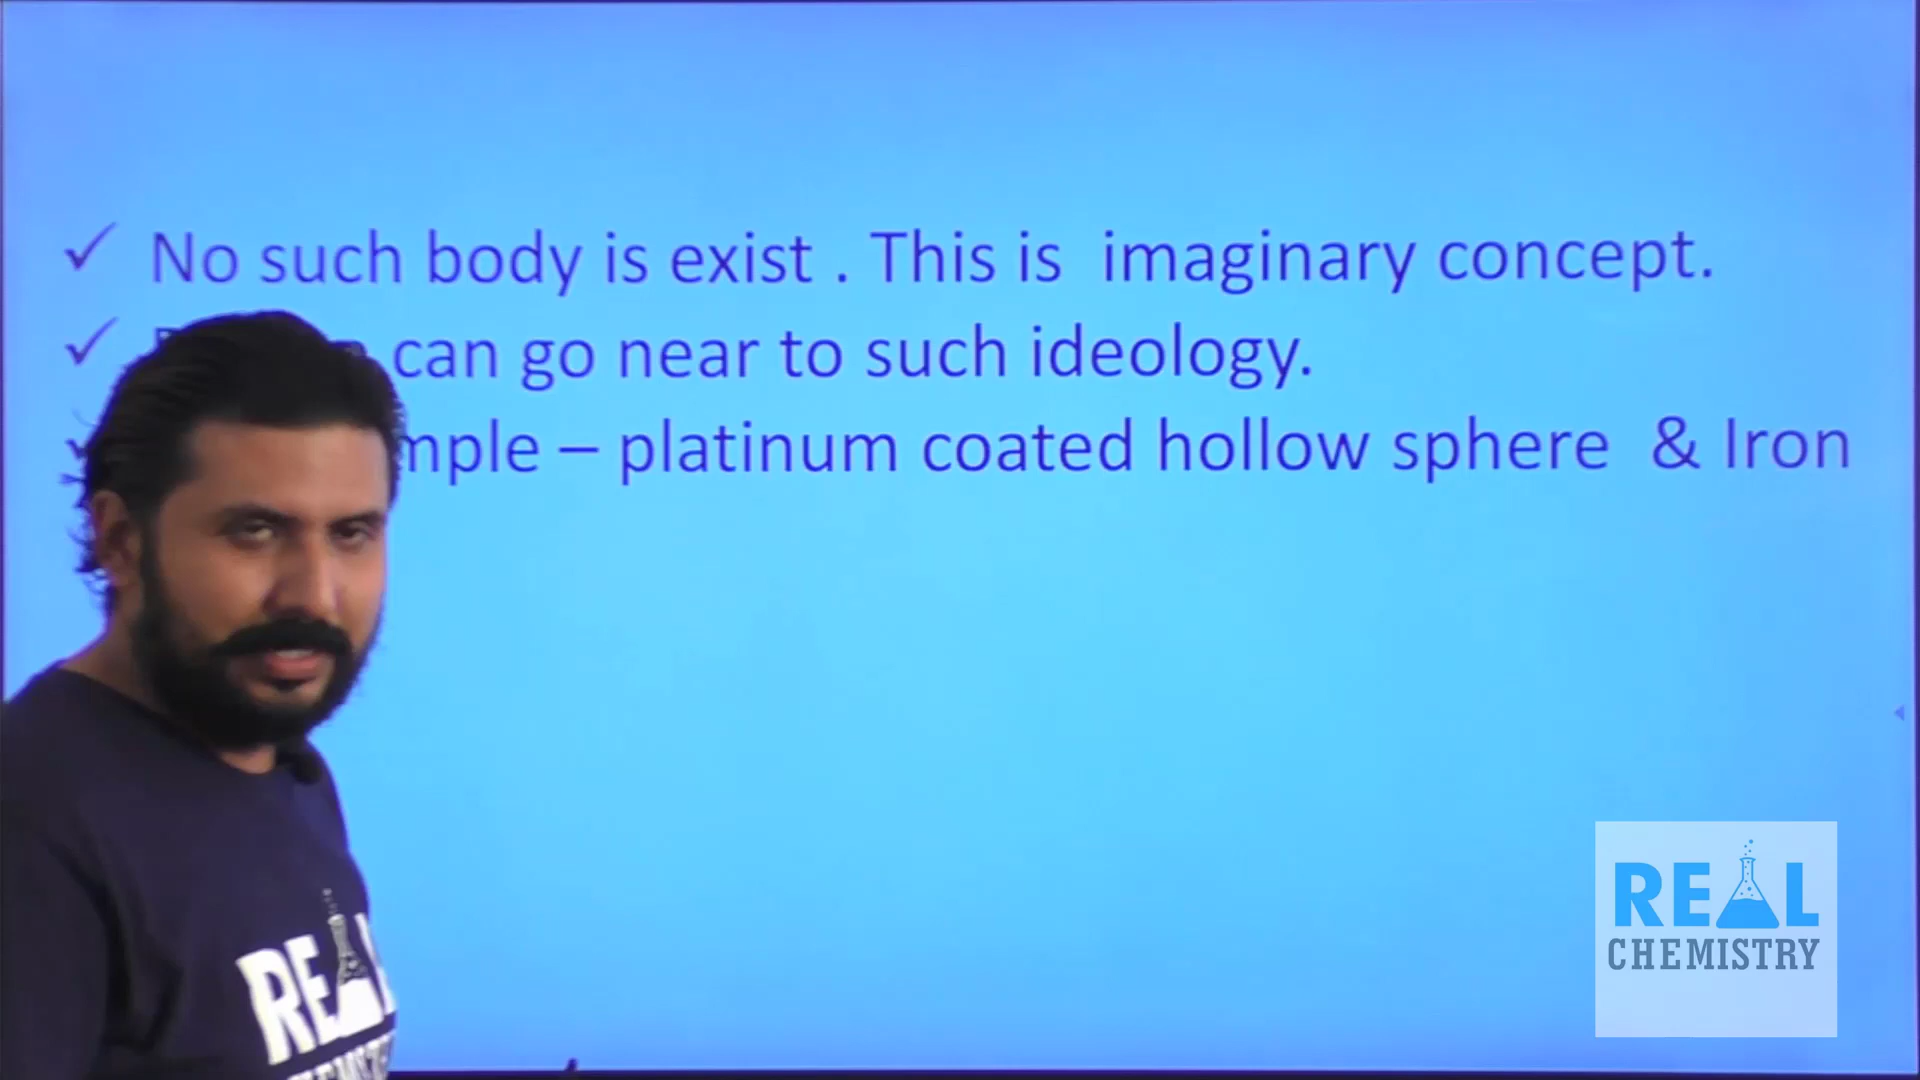 No such body is exist . This is imaginary concept.
can go near to such ideology.
– platinum coated hollow sphere & Iron
REAL
CHEMISTRY